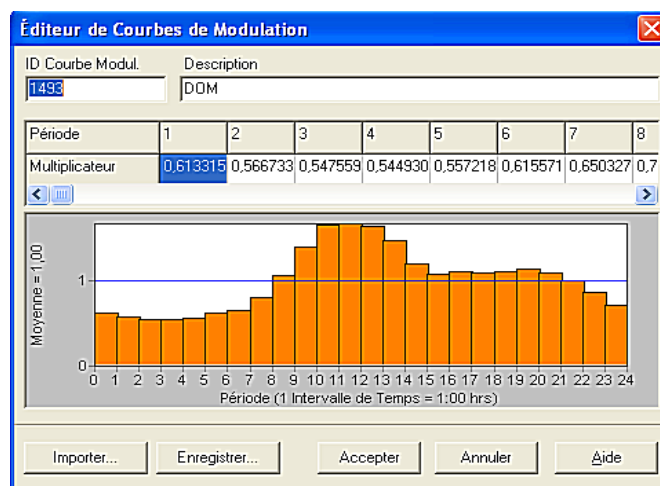 Éditeur de Courbes de Modulation
ID Courbe Modul. Description
1493 DOM
Période 1 2 3 4 5 6 7 8
Multiplicateur 0,613315 0,566733 0,547559 0,544930 0,557218 0,615571 0,650327 0,7
Moyenne = 1,00
1
0
0 1 2 3 4 5 6 7 8 9 10 11 12 13 14 15 16 17 18 19 20 21 22 23 24
Période (1 Intervalle de Temps = 1:00 hrs)
Importer... Enregistrer... Accepter Annuler Aide